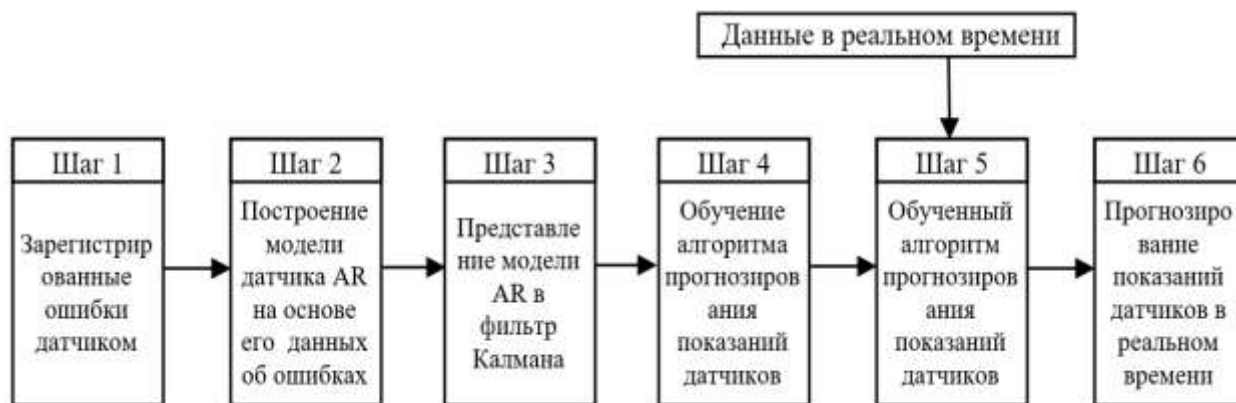 Данные в реальном времени
Шаг 1
Зарегистрир
ованные
ошибки
датчиком
Шаг 2
Построение
модели
датчика AR
на основе
его данных
об ошибках
Шаг 3
Представле
ние модели
AR в
фильтр
Калмана
Шаг 4
Обучение
алгоритма
прогнозиров
ания
показаний
датчиков
Шаг 5
Обученный
алгоритм
прогнозиров
ания
показаний
датчиков
Шаг 6
Прогнозиро
вание
показаний
датчиков в
реальном
времени